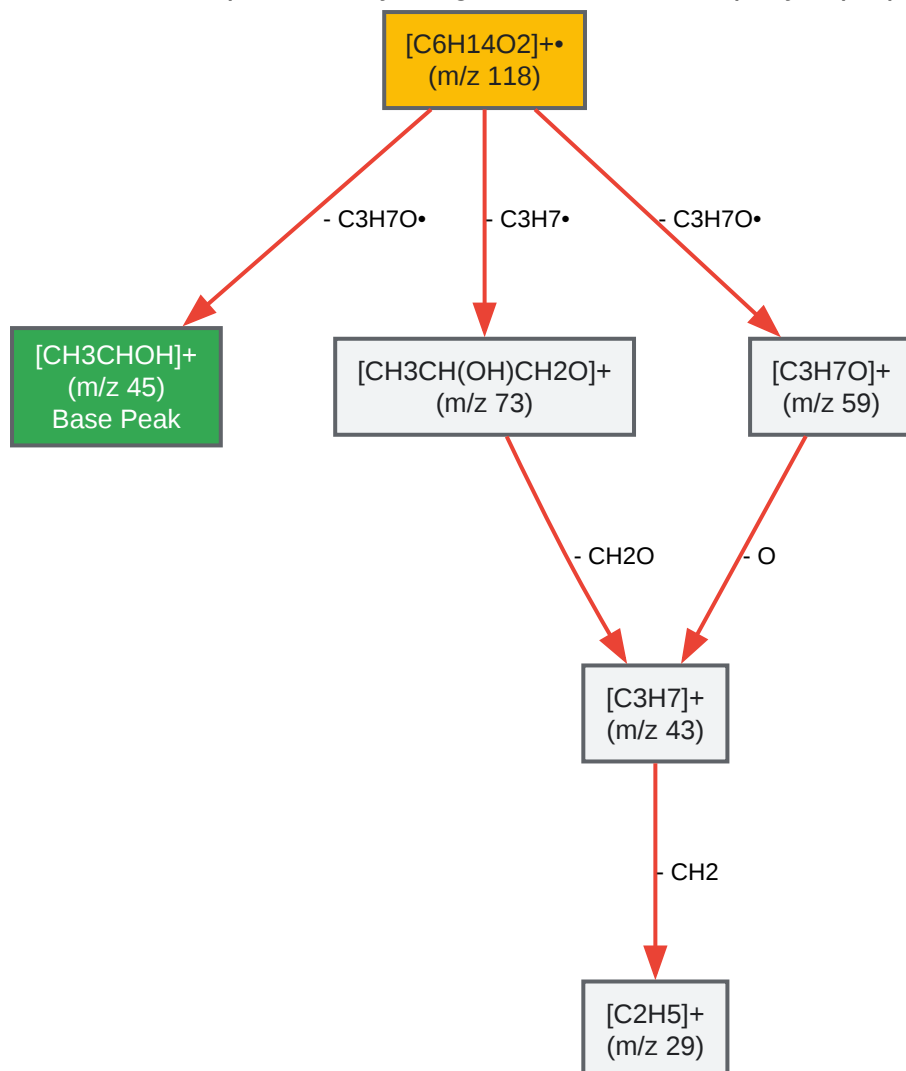 [C6H14O2]+•
(m/z 118)
- C3H7O•
- C3H7•
- C3H7O•
[CH3CHOH]+
(m/z 45)
Base Peak
[CH3CH(OH)CH2O]+
(m/z 73)
[C3H7O]+
(m/z 59)
- CH2O
- O
[C3H7]+
(m/z 43)
- CH2
[C2H5]+
(m/z 29)